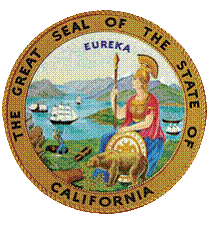 THE GREAT SEAL OF THE STATE OF
CALIFORNIA
EUREKA